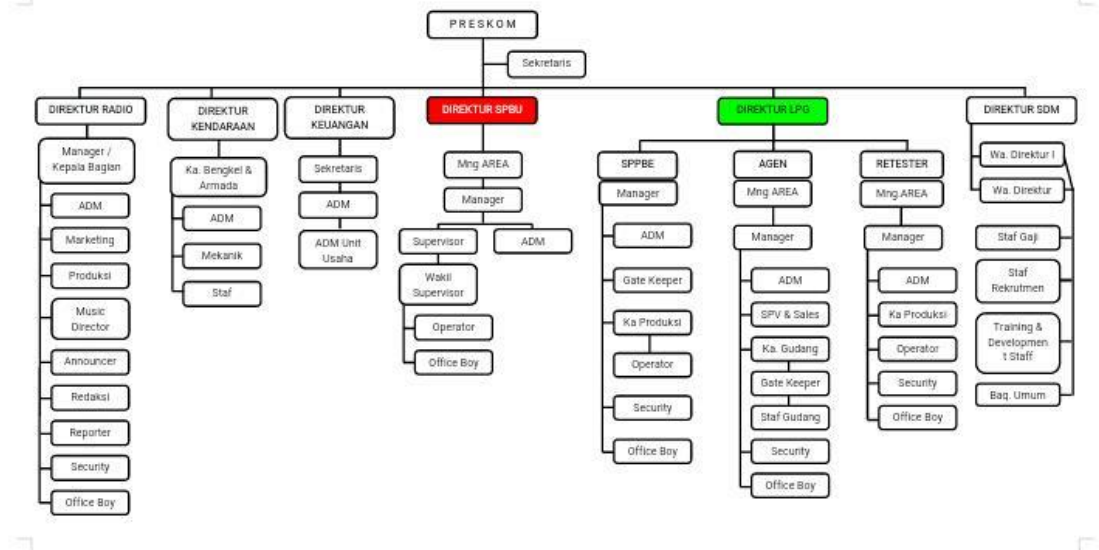 PRESKOM
Sekretaris
DIREKTUR RADIO
Manager /
Kepala Bagian
ADM
Marketing
Produksi
Music
Director
Announcer
Redaksi
Reporter
Security
Office Boy
DIREKTUR
KENDARAAN
Ka. Bengkel &
Armada
ADM
Mekanik
Staf
DIREKTUR
KEUANGAN
Sekretaris
ADM
ADM Unit
Usaha
DIREKTUR SPBU
Mng AREA
Manager
Supervisor
ADM
Wakil
Supervisor
Operator
Office Boy
DIREKTUR LPG
SPPBE
Manager
ADM
Gate Keeper
Ka Produksi
Operator
Security
Office Boy
AGEN
Mng AREA
Manager
ADM
SPV & Sales
Ka. Gudang
Gate Keeper
Staf Gudang
Security
Office Boy
RETESTER
Mng.AREA
Manager
ADM
Ka Produksi
Operator
Security
Office Boy
DIREKTUR SDM
Wa. Direktur I
Wa. Direktur
Staf Gaji
Staf
Rekrutmen
Training &
Developmen
t Staff
Bag. Umum